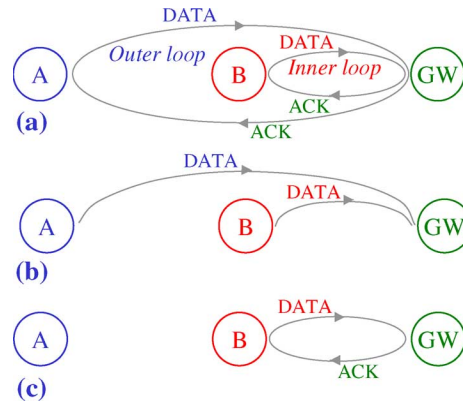 DATA
Outer loop
DATA
A
B
Inner loop
GW
ACK
(a)
ACK
DATA
DATA
A
B
GW
(b)
DATA
A
B
GW
ACK
(c)